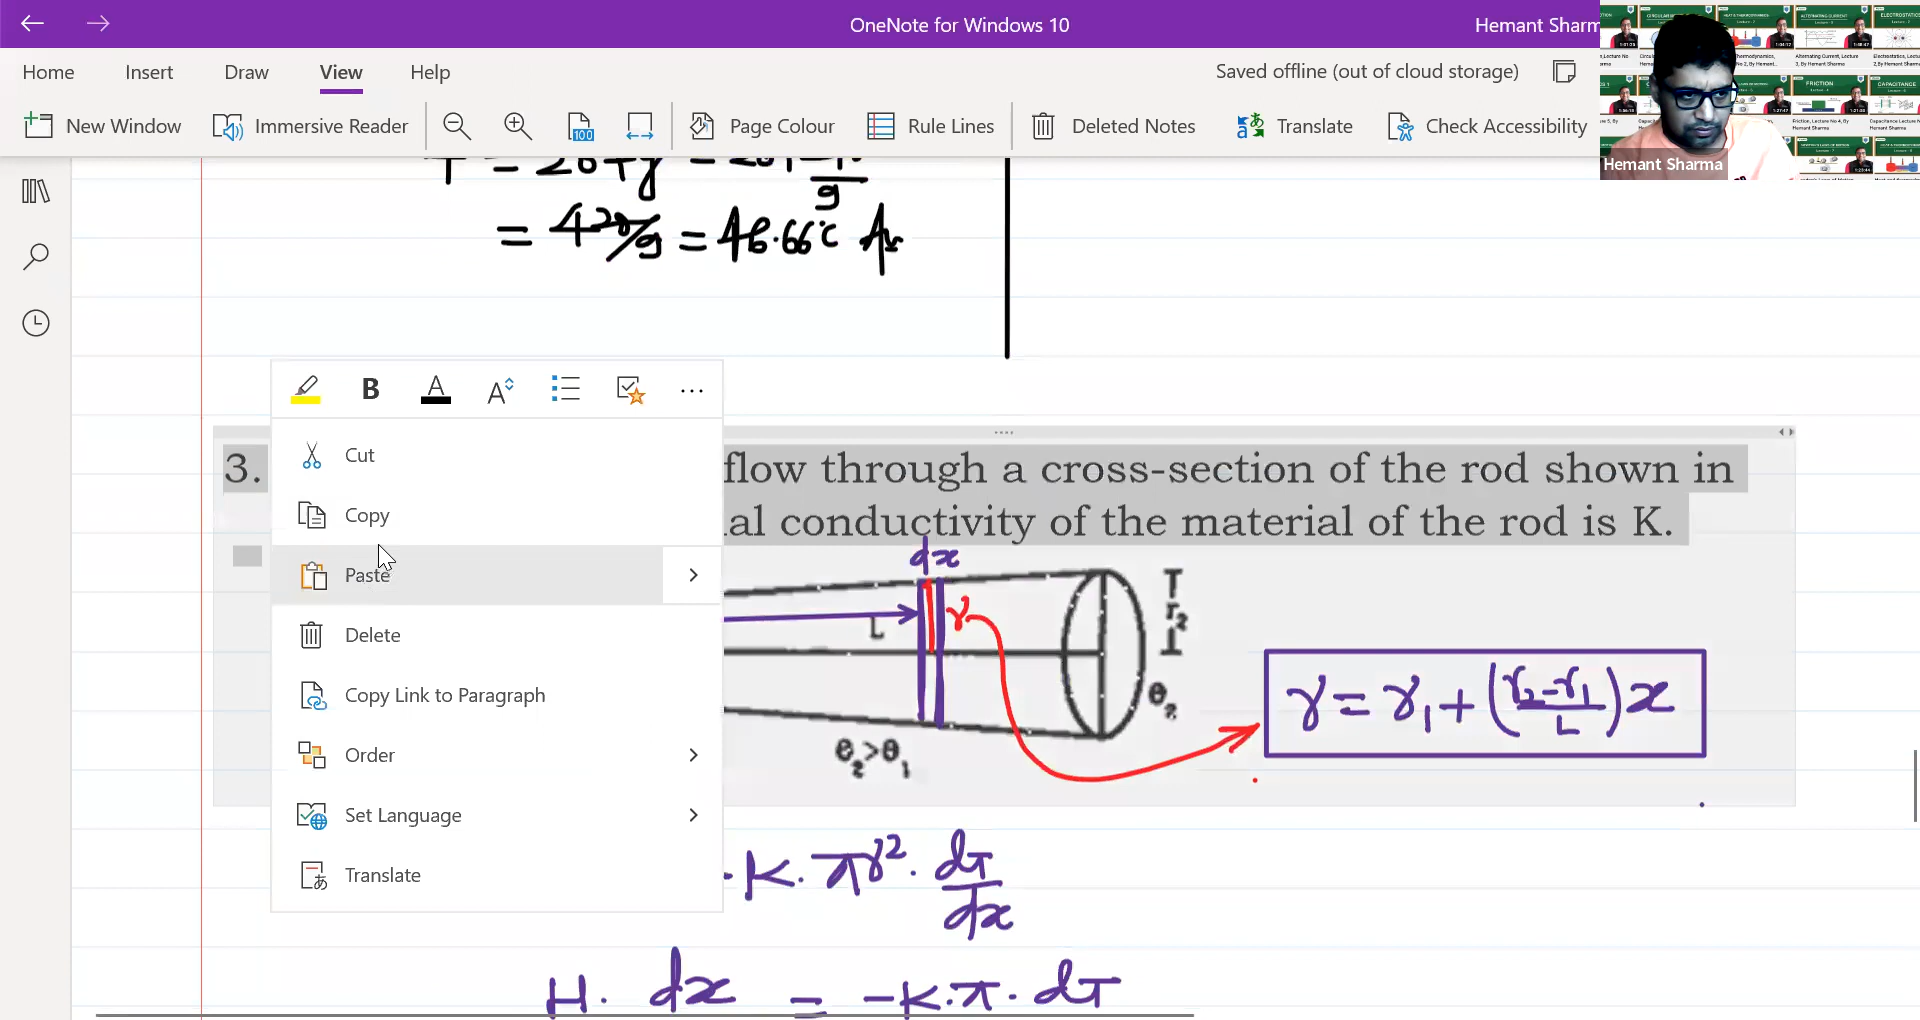 OneNote for Windows 10
Hemant Sharm
Home Insert Draw View Help
Saved offline (out of cloud storage)
New Window Immersive Reader 100 Page Colour Rule Lines Deleted Notes Translate Check Accessibility
Hemant Sharma
= 420/9 = 46.66°C Ans
B A A ...
3. flow through a cross-section of the rod shown in
al conductivity of the material of the rod is K.
Cut
Copy
Paste
Delete
Copy Link to Paragraph
Order
Set Language
Translate
dx
L r
r2
θ2
θ2>θ1
r = r1 + (r2-r1/L)x
-K. πr². dT/dx
H. dx = -K.π. dT